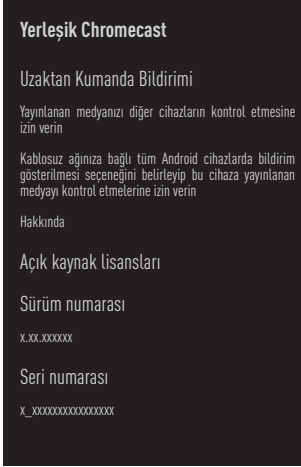 Yerleşik Chromecast
Uzaktan Kumanda Bildirimi
Yayınlanan medyanızı diğer cihazların kontrol etmesine
izin verin
Kablosuz ağınıza bağlı tüm Android cihazlarda bildirim
gösterilmesi seçeneğini belirleyip bu cihaza yayınlanan
medyayı kontrol etmelerine izin verin
Hakkında
Açık kaynak lisansları
Sürüm numarası
x.xx.xxxxxx
Seri numarası
x_xxxxxxxxxxxxxxxx